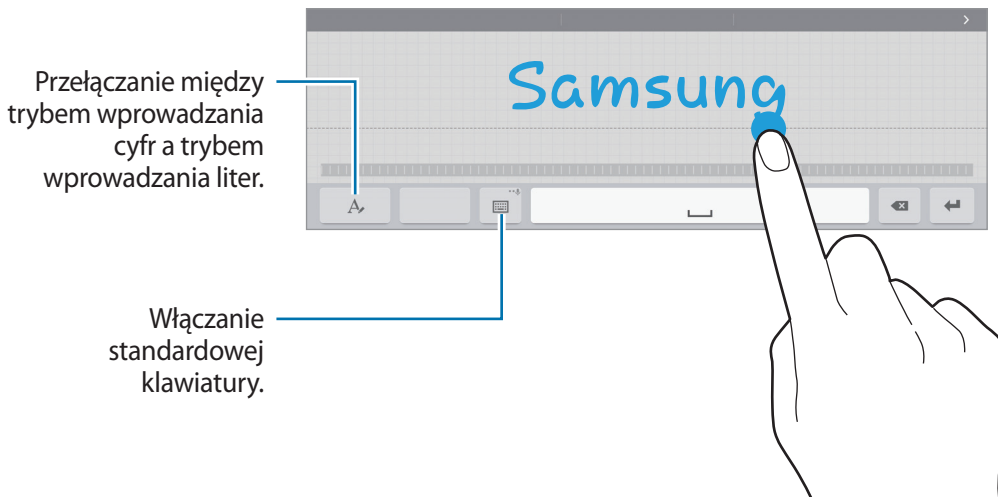 Samsung
Przełączanie między
trybem wprowadzania
cyfr a trybem
wprowadzania liter.
Włączanie
standardowej
klawiatury.